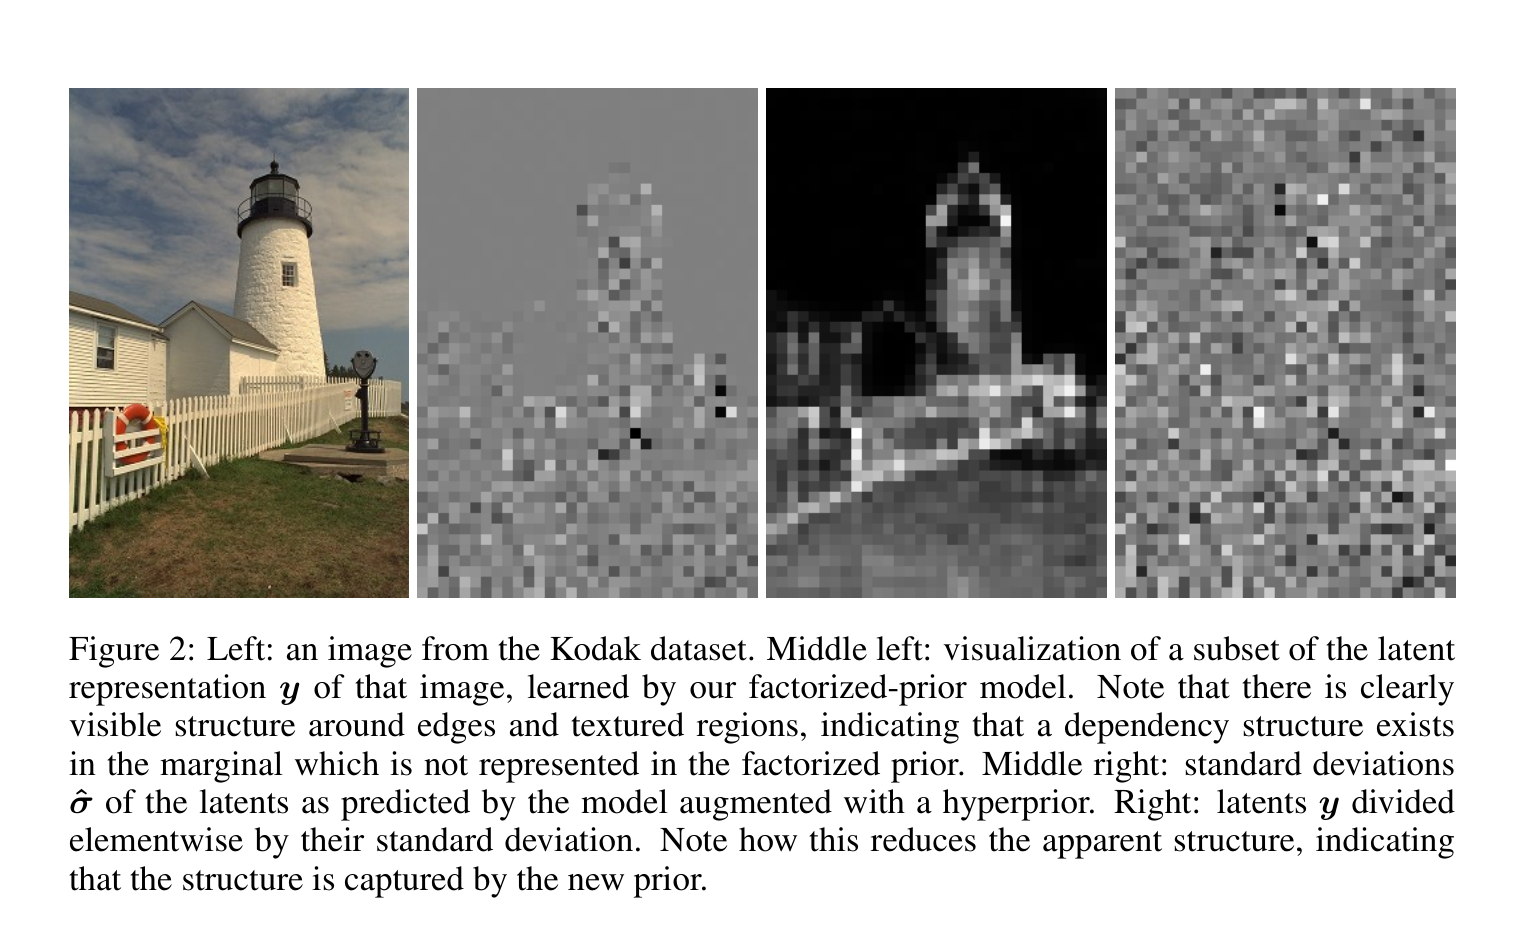 Figure 2: Left: an image from the Kodak dataset. Middle left: visualization of a subset of the latent
representation y of that image, learned by our factorized-prior model. Note that there is clearly
visible structure around edges and textured regions, indicating that a dependency structure exists
in the marginal which is not represented in the factorized prior. Middle right: standard deviations
σ̂ of the latents as predicted by the model augmented with a hyperprior. Right: latents y divided
elementwise by their standard deviation. Note how this reduces the apparent structure, indicating
that the structure is captured by the new prior.